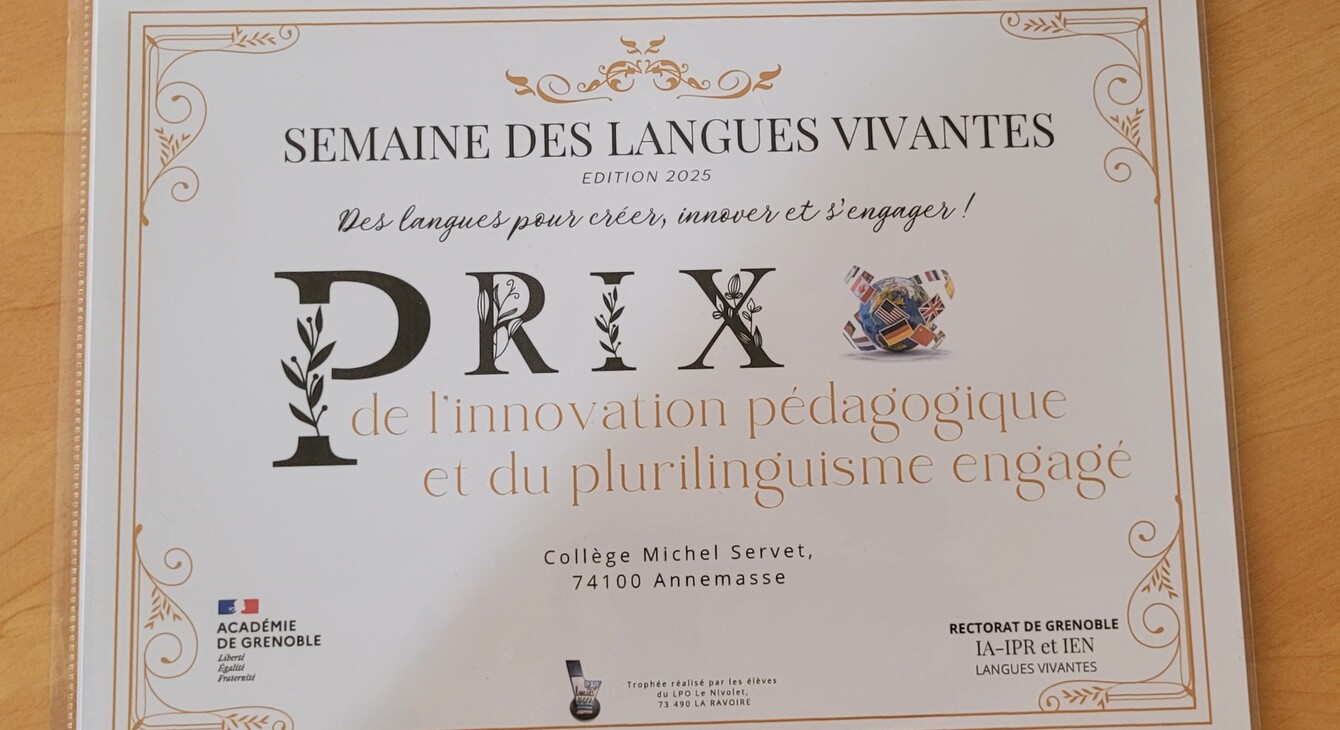 SEMAINE DES LANGUES VIVANTES
EDITION 2025
Des langues pour créer, innover et s'engager !
PRIX
de l'innovation pédagogique
et du plurilinguisme engagé
Collège Michel Servet,
74100 Annemasse
ACADÉMIE
DE GRENOBLE
Liberté
Égalité
Fraternité
Trophée réalisé par les élèves
du LPO Le Nivolet,
73 490 LA RAVOIRE
RECTORAT DE GRENOBLE
IA-IPR et IEN
LANGUES VIVANTES